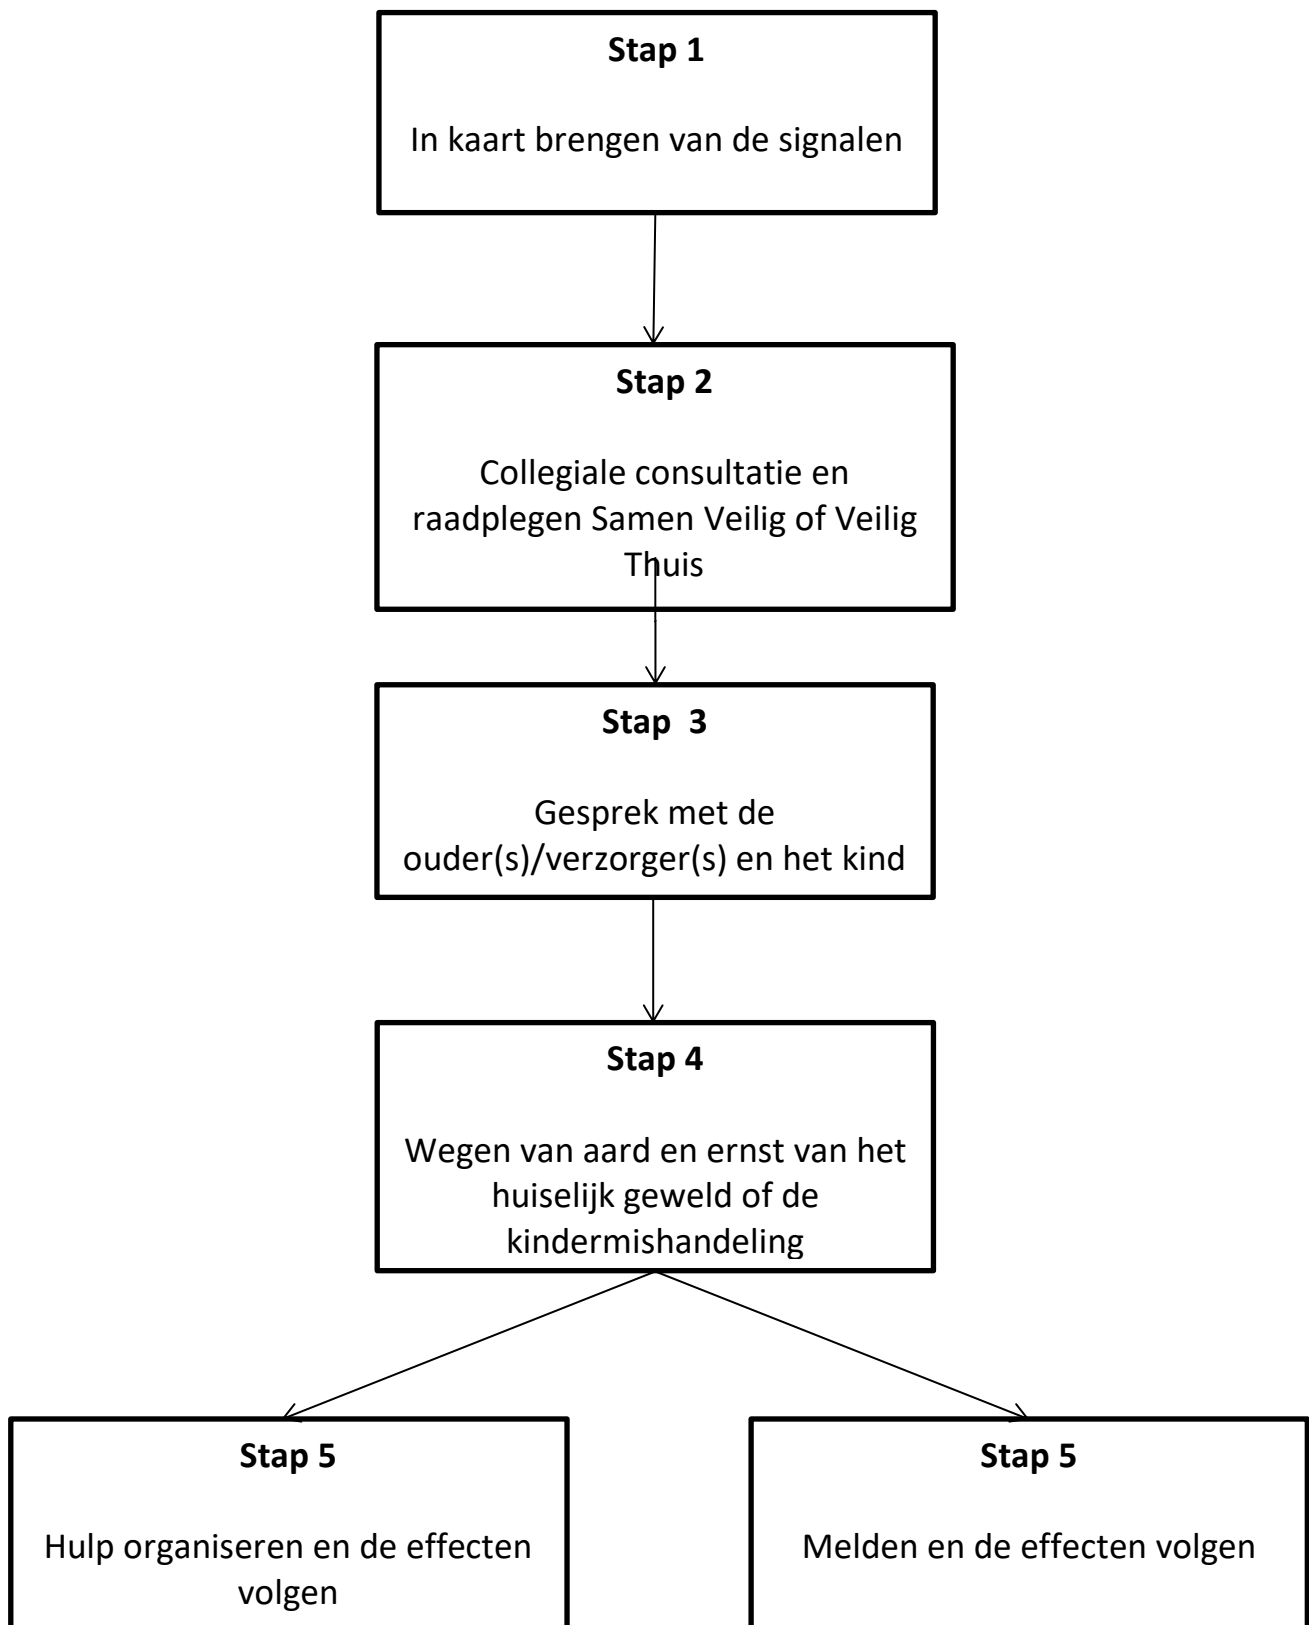 Stap 1
In kaart brengen van de signalen
Stap 2
Collegiale consultatie en
raadplegen Samen Veilig of Veilig
Thuis
Stap  3
Gesprek met de
ouder(s)/verzorger(s) en het kind
Stap 4
Wegen van aard en ernst van het
huiselijk geweld of de
kindermishandeling
Stap 5
Hulp organiseren en de effecten
volgen
Stap 5
Melden en de effecten volgen